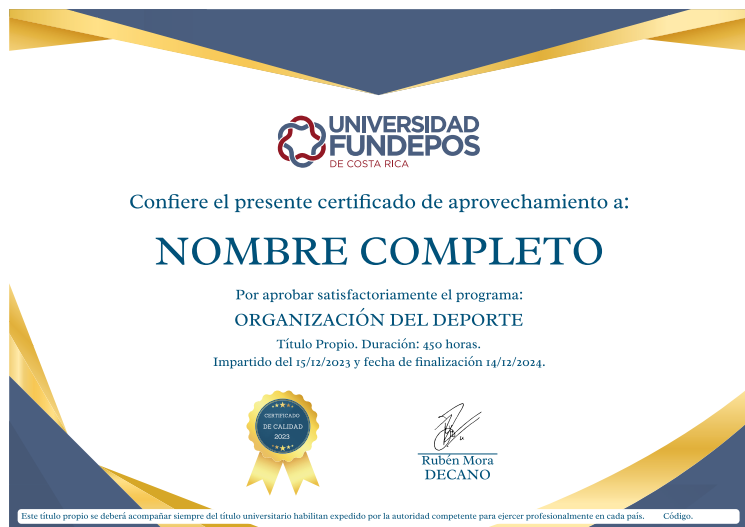 UNIVERSIDAD
FUNDEPOS
DE COSTA RICA
Confiere el presente certificado de aprovechamiento a:
NOMBRE COMPLETO
Por aprobar satisfactoriamente el programa:
ORGANIZACIÓN DEL DEPORTE
Título Propio. Duración: 450 horas.
Impartido del 15/12/2023 y fecha de finalización 14/12/2024.
CERTIFICADO
DE CALIDAD
2023
Rubén Mora
DECANO
Este título propio se deberá acompañar siempre del título universitario habilitan expedido por la autoridad competente para ejercer profesionalmente en cada país. Código.